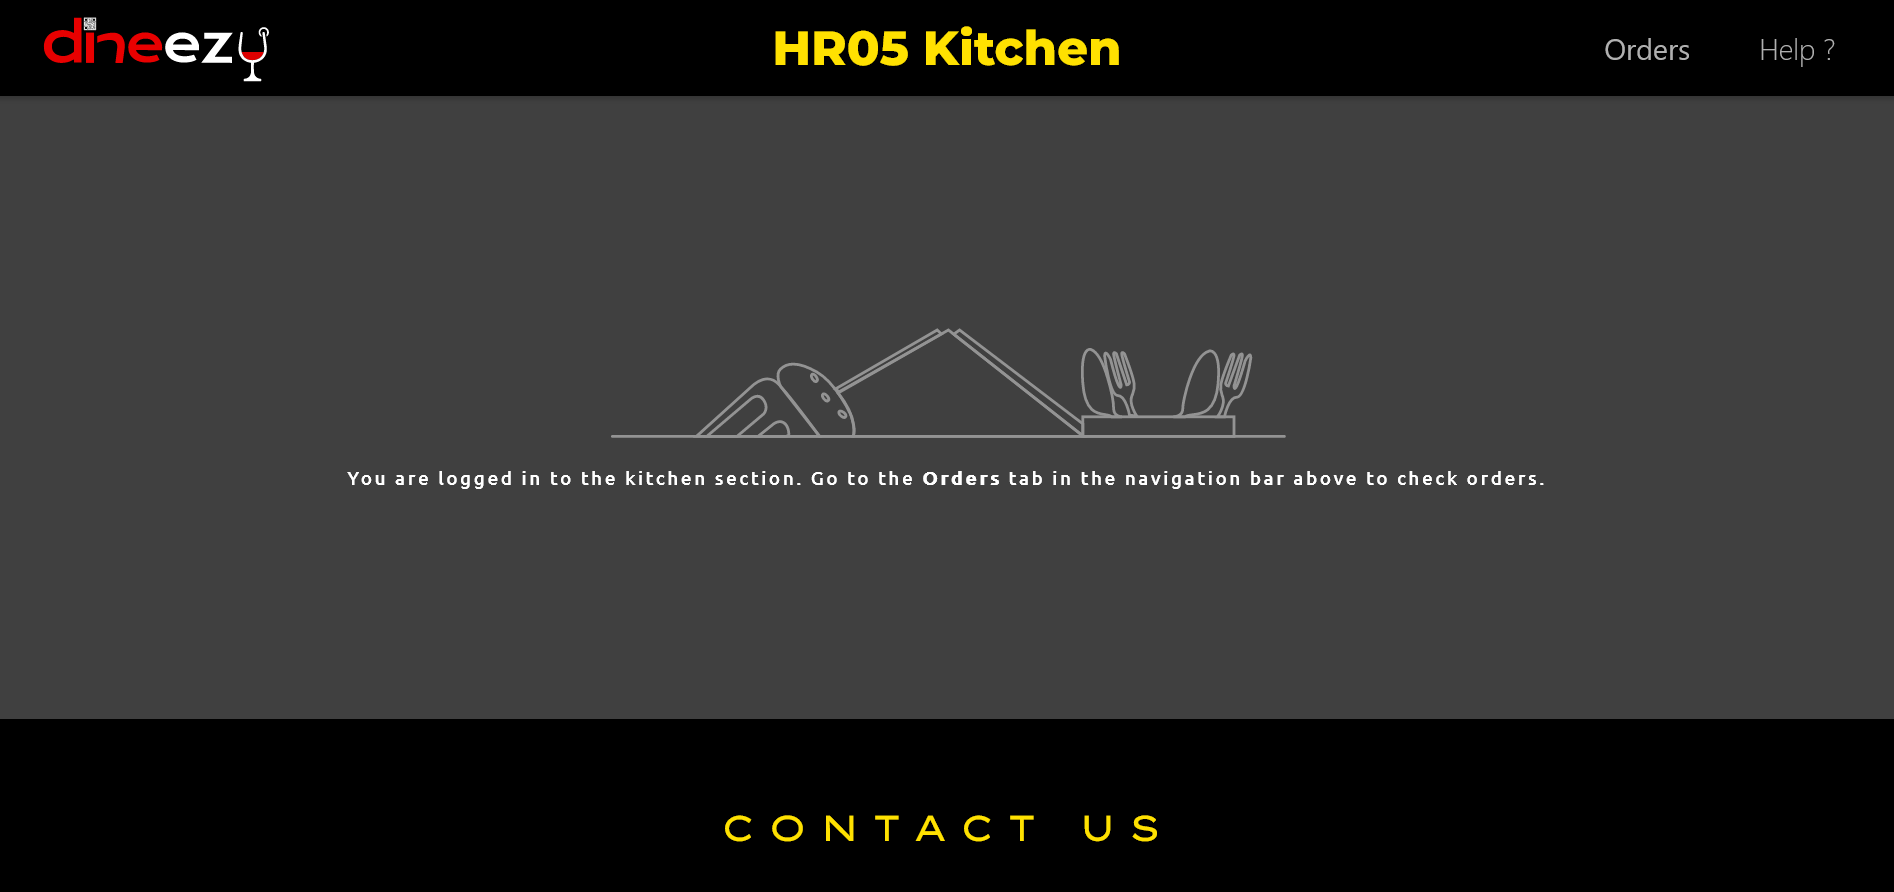 dineezy
HR05 Kitchen
Orders
Help ?
You are logged in to the kitchen section. Go to the Orders tab in the navigation bar above to check orders.
CONTACT US